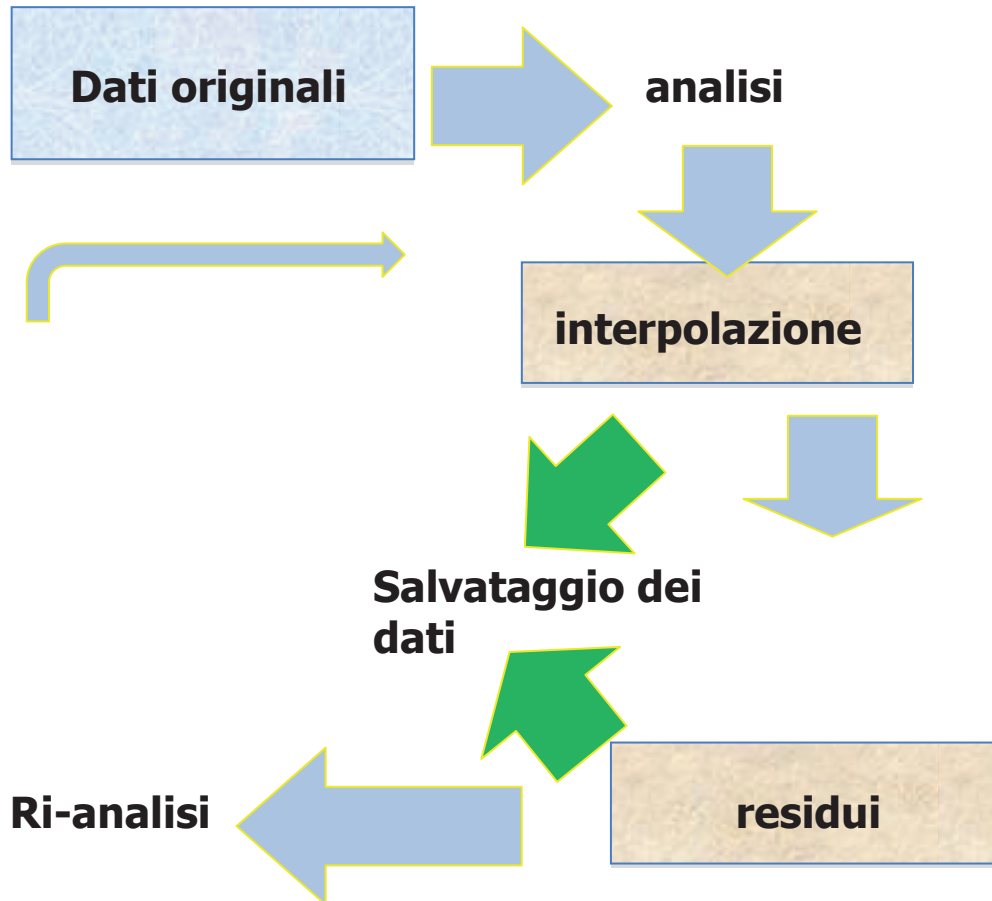 Dati originali
analisi
interpolazione
Salvataggio dei
dati
Ri-analisi
residui